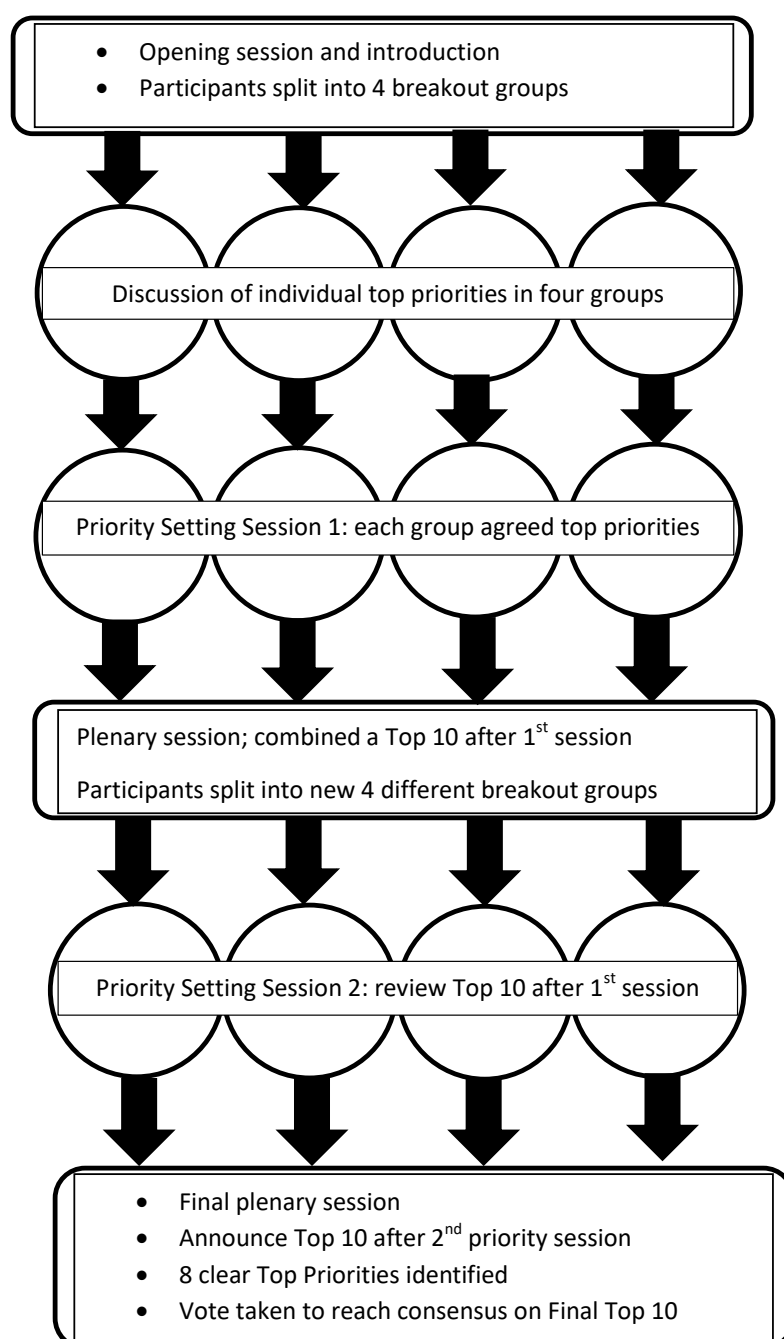 • Opening session and introduction
• Participants split into 4 breakout groups
Discussion of individual top priorities in four groups
Priority Setting Session 1: each group agreed top priorities
Plenary session; combined a Top 10 after 1st session
Participants split into new 4 different breakout groups
Priority Setting Session 2: review Top 10 after 1st session
• Final plenary session
• Announce Top 10 after 2nd priority session
• 8 clear Top Priorities identified
• Vote taken to reach consensus on Final Top 10